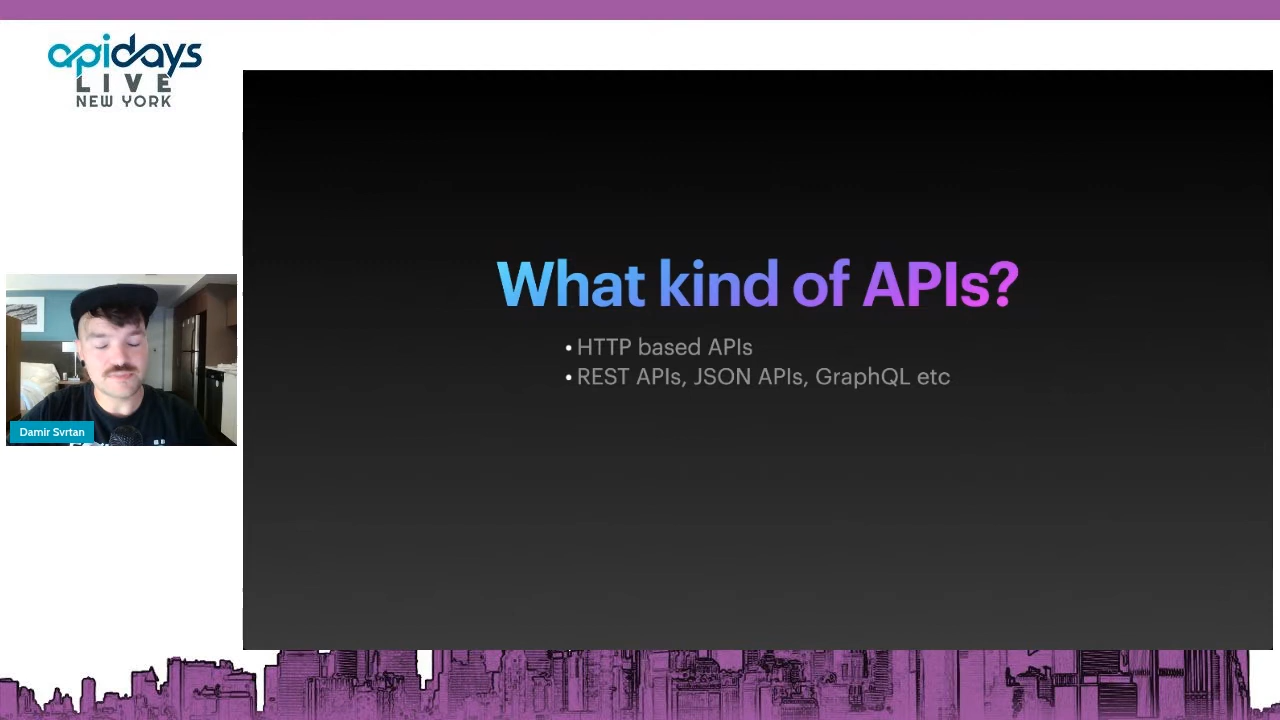 apidays
LIVE
NEW YORK
What kind of APIs?
• HTTP based APIs
• REST APIs, JSON APIs, GraphQL etc
Damir Svrtan